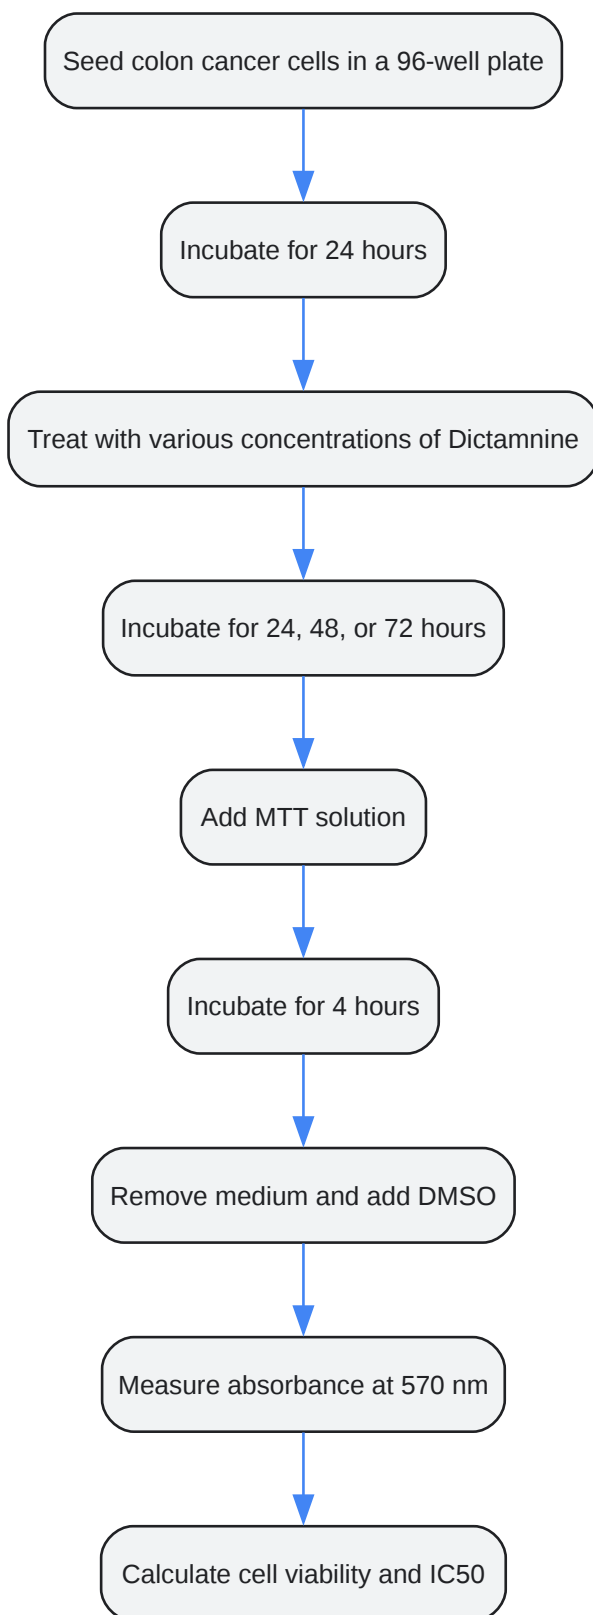 Seed colon cancer cells in a 96-well plate
Incubate for 24 hours
Treat with various concentrations of Dictamnine
Incubate for 24, 48, or 72 hours
Add MTT solution
Incubate for 4 hours
Remove medium and add DMSO
Measure absorbance at 570 nm
Calculate cell viability and IC50